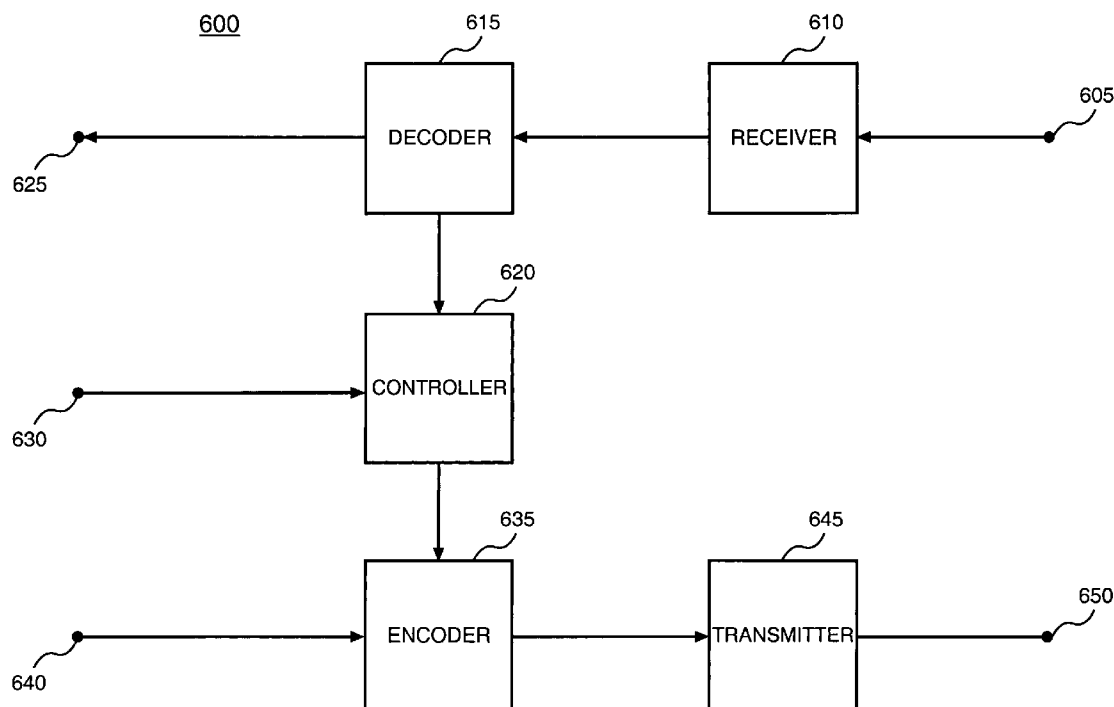 600
615
610
605
DECODER
RECEIVER
625
620
CONTROLLER
630
635
645
650
ENCODER
TRANSMITTER
640